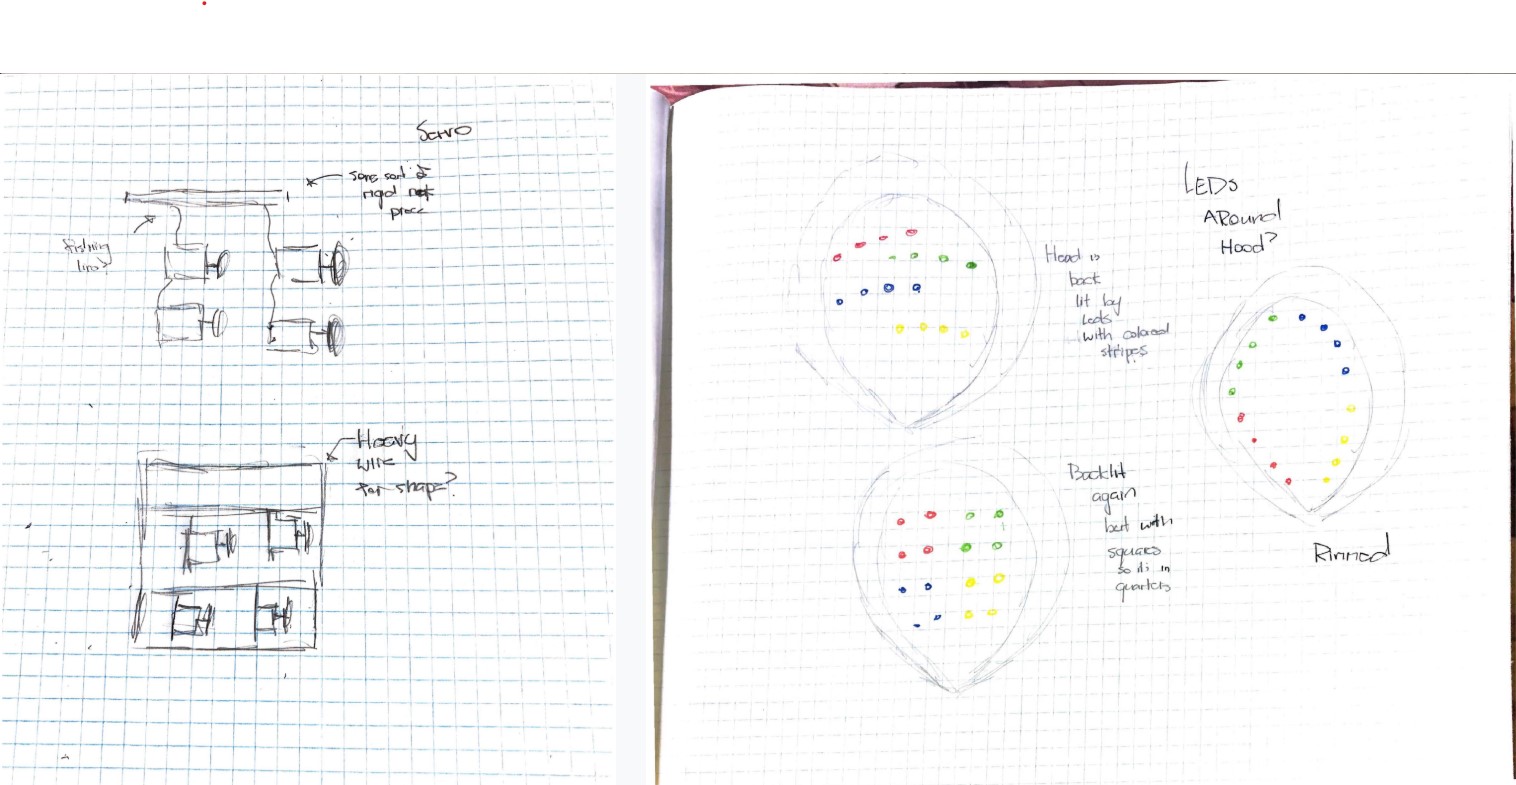 Servo
some sort of
rigid
piece
fishing
line?
Heavy
wire
for shape?
LEDs
Around
Hood?
Head is
back
lit by
Leds
with colored
stripes
Backlit
again
but with
squares
so its in
quarters
Rimmed